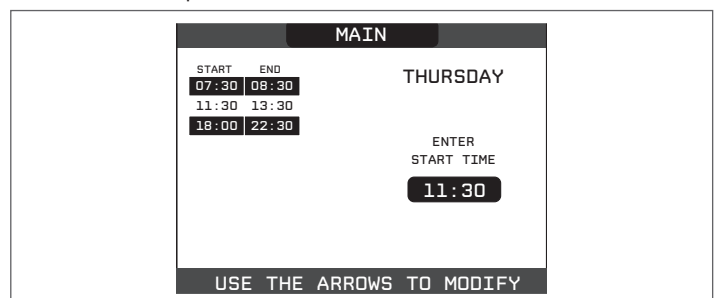 MAIN
START END
07:30 08:30
11:30 13:30
18:00 22:30
THURSDAY
ENTER
START TIME
11:30
USE THE ARROWS TO MODIFY